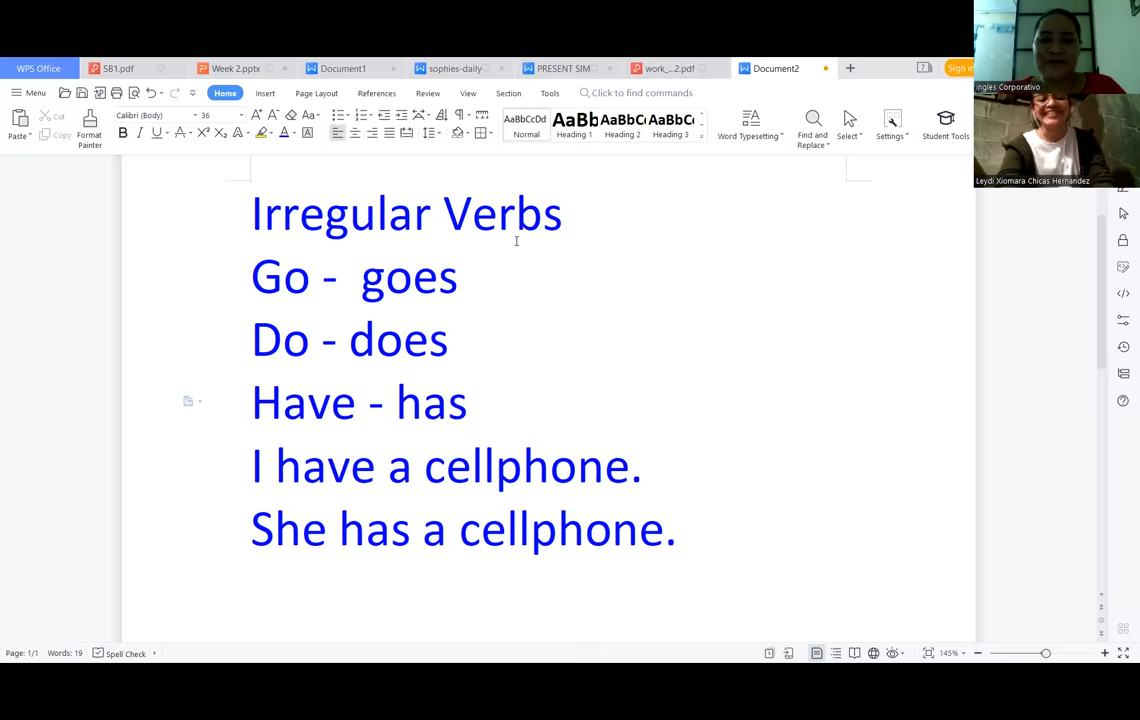 WPS Office
SB1.pdf
Week 2.pptx
Document1
sophies-daily
PRESENT SIM
work_...2.pdf
Document2
Sign in
Menu
Home
Insert
Page Layout
References
Review
View
Section
Tools
Click to find commands
Paste
Cut
Copy
Format Painter
Calibri (Body)
36
AaBbCcDd
Normal
AaBb
Heading 1
AaBbC
Heading 2
AaBbCc
Heading 3
Word Typesetting
Find and Replace
Select
Settings
Student Tools
Ingles Corporativo
Leydi Xiomara Chicas Hernandez
Irregular Verbs
Go - goes
Do - does
Have - has
I have a cellphone.
She has a cellphone.
Page: 1/1
Words: 19
Spell Check
145%